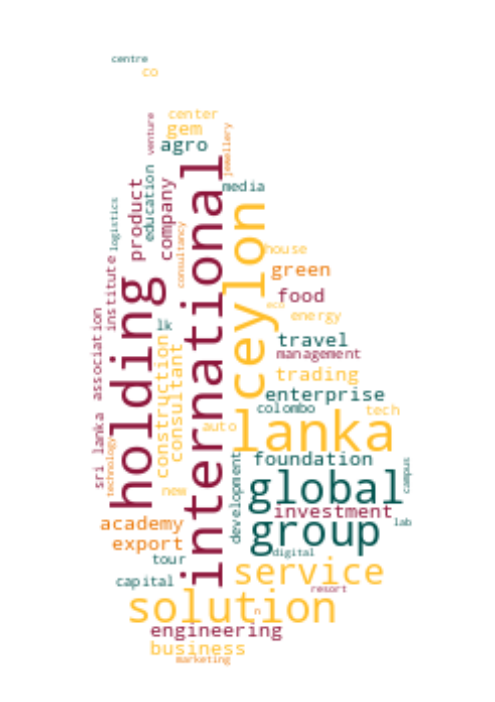 centre
co
center
venture
gem
jewellery
agro
media
education
product
company
logistics
ceylon
international
consultancy
house
green
institute
holding
food
eco
energy
lk
association
travel
management
construction
consultant
trading
enterprise
colombo
tech
auto
lanka
sri lanka
technology
foundation
development
campus
global
new
investment
academy
group
lab
export
digital
tour
service
capital
resort
solution
n
engineering
business
marketing